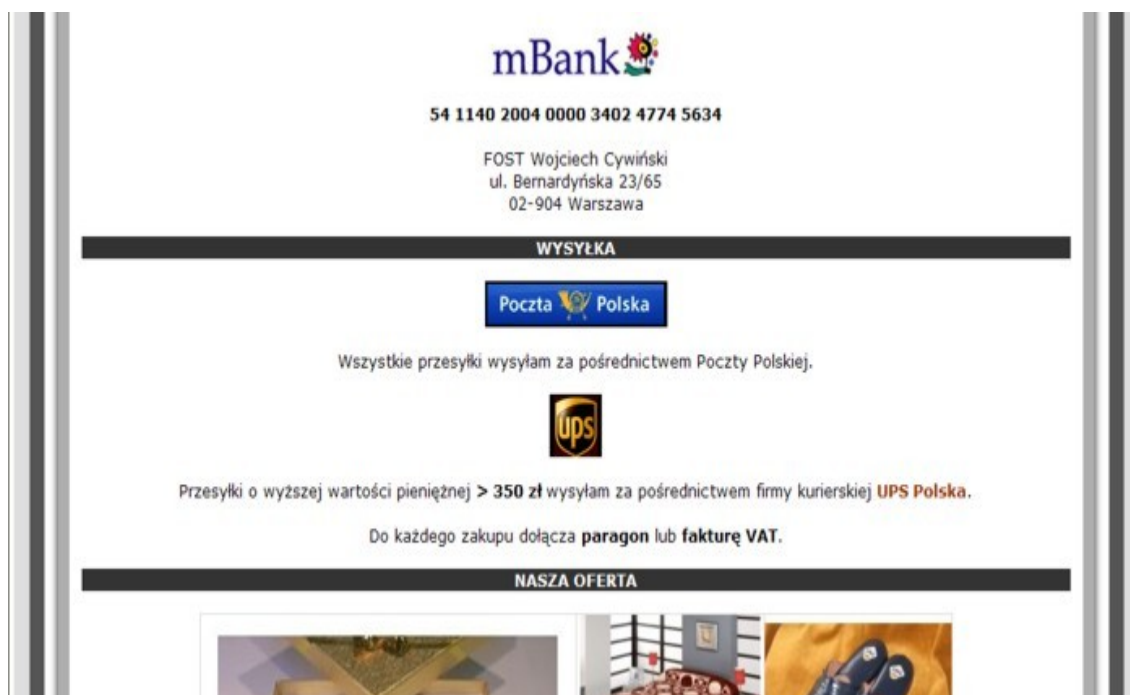 mBank
54 1140 2004 0000 3402 4774 5634
FOST Wojciech Cywiński
ul. Bernardyńska 23/65
02-904 Warszawa
WYSYŁKA
Poczta Polska
Wszystkie przesyłki wysyłam za pośrednictwem Poczty Polskiej.
ups
Przesyłki o wyższej wartości pieniężnej > 350 zł wysyłam za pośrednictwem firmy kurierskiej UPS Polska.
Do każdego zakupu dołącza paragon lub fakturę VAT.
NASZA OFERTA